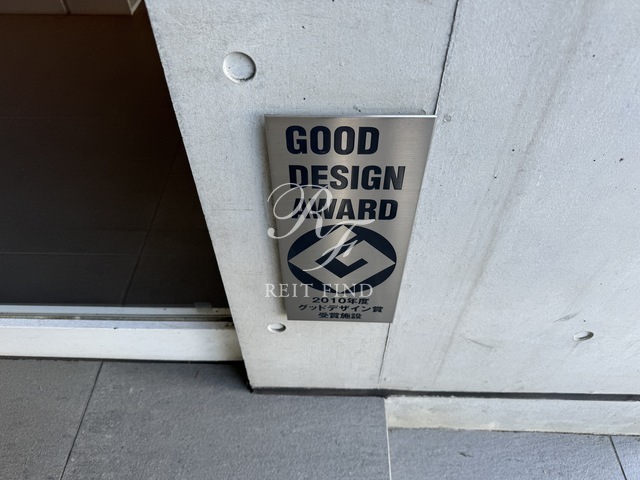 GOOD
DESIGN
AWARD
RF
REIT FIND
2010年度
グッドデザイン賞
受賞施設